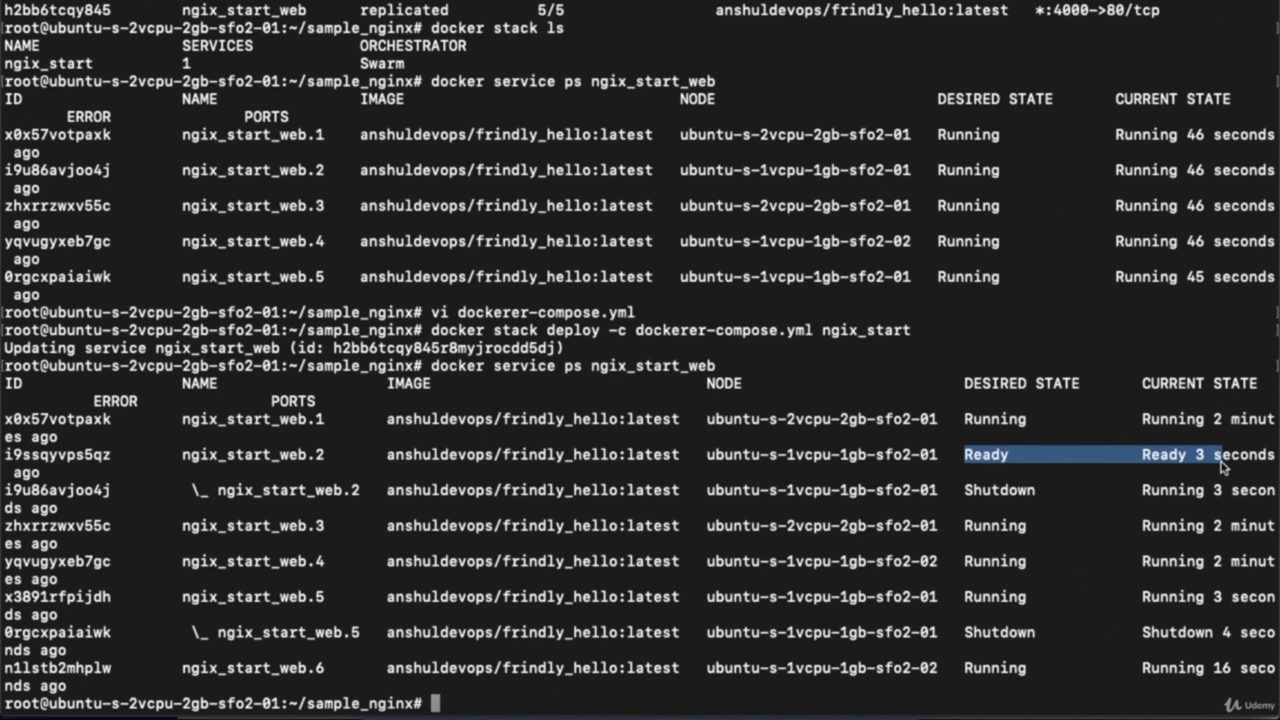 h2bb6tcqy845 ngix_start_web replicated 5/5 anshuldevops/frindly_hello:latest *:4000->80/tcp
root@ubuntu-s-2vcpu-2gb-sfo2-01:~/sample_nginx# docker stack ls
NAME SERVICES ORCHESTRATOR
ngix_start 1 Swarm
root@ubuntu-s-2vcpu-2gb-sfo2-01:~/sample_nginx# docker service ps ngix_start_web
ID NAME IMAGE NODE DESIRED STATE CURRENT STATE
ERROR PORTS
x0x57votpaxk ngix_start_web.1 anshuldevops/frindly_hello:latest ubuntu-s-2vcpu-2gb-sfo2-01 Running Running 46 seconds
ago
i9u86avjoo4j ngix_start_web.2 anshuldevops/frindly_hello:latest ubuntu-s-1vcpu-1gb-sfo2-01 Running Running 46 seconds
ago
zhxrrzwxv55c ngix_start_web.3 anshuldevops/frindly_hello:latest ubuntu-s-2vcpu-2gb-sfo2-01 Running Running 46 seconds
ago
yqvugyxeb7gc ngix_start_web.4 anshuldevops/frindly_hello:latest ubuntu-s-1vcpu-1gb-sfo2-02 Running Running 46 seconds
ago
0rgcxpaiaiwk ngix_start_web.5 anshuldevops/frindly_hello:latest ubuntu-s-1vcpu-1gb-sfo2-01 Running Running 45 seconds
ago
root@ubuntu-s-2vcpu-2gb-sfo2-01:~/sample_nginx# vi dockerer-compose.yml
root@ubuntu-s-2vcpu-2gb-sfo2-01:~/sample_nginx# docker stack deploy -c dockerer-compose.yml ngix_start
Updating service ngix_start_web (id: h2bb6tcqy845r8myjrocdd5dj)
root@ubuntu-s-2vcpu-2gb-sfo2-01:~/sample_nginx# docker service ps ngix_start_web
ID NAME IMAGE NODE DESIRED STATE CURRENT STATE
ERROR PORTS
x0x57votpaxk ngix_start_web.1 anshuldevops/frindly_hello:latest ubuntu-s-2vcpu-2gb-sfo2-01 Running Running 2 minut
es ago
i9ssqyvps5qz ngix_start_web.2 anshuldevops/frindly_hello:latest ubuntu-s-1vcpu-1gb-sfo2-01 Ready Ready 3 seconds
ago
i9u86avjoo4j \_ ngix_start_web.2 anshuldevops/frindly_hello:latest ubuntu-s-1vcpu-1gb-sfo2-01 Shutdown Running 3 secon
ds ago
zhxrrzwxv55c ngix_start_web.3 anshuldevops/frindly_hello:latest ubuntu-s-2vcpu-2gb-sfo2-01 Running Running 2 minut
es ago
yqvugyxeb7gc ngix_start_web.4 anshuldevops/frindly_hello:latest ubuntu-s-1vcpu-1gb-sfo2-02 Running Running 2 minut
es ago
x3891rfpijdh ngix_start_web.5 anshuldevops/frindly_hello:latest ubuntu-s-1vcpu-1gb-sfo2-01 Running Running 3 secon
ds ago
0rgcxpaiaiwk \_ ngix_start_web.5 anshuldevops/frindly_hello:latest ubuntu-s-1vcpu-1gb-sfo2-01 Shutdown Shutdown 4 seco
nds ago
n1lstb2mhplw ngix_start_web.6 anshuldevops/frindly_hello:latest ubuntu-s-1vcpu-1gb-sfo2-02 Running Running 16 seco
nds ago
root@ubuntu-s-2vcpu-2gb-sfo2-01:~/sample_nginx#
Udemy